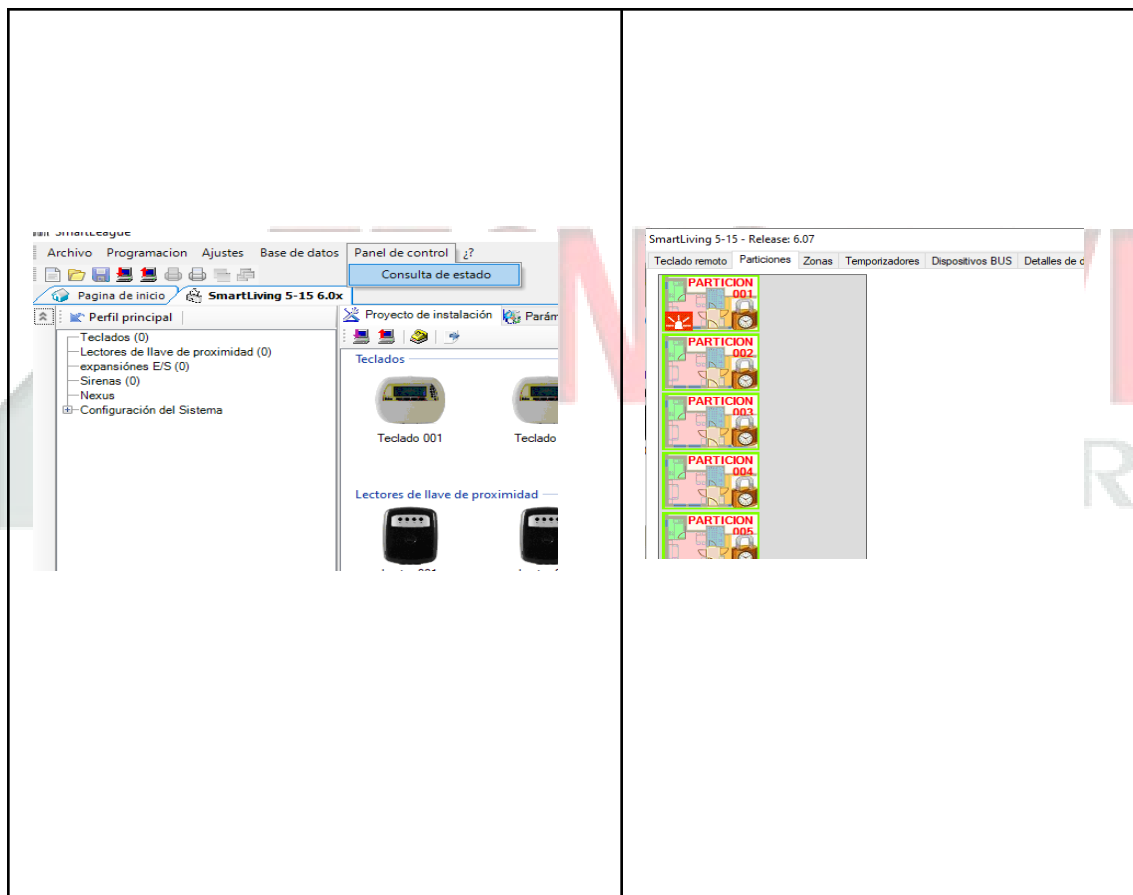 SmartLeague
Archivo Programacion Ajustes Base de datos Panel de control ¿?
Consulta de estado
Pagina de inicio SmartLiving 5-15 6.0x
Perfil principal
Proyecto de instalación
Teclados (0)
Lectores de llave de proximidad (0)
expansiónes E/S (0)
Sirenas (0)
Nexus
Configuración del Sistema
Teclados
Teclado 001 Teclado
Lectores de llave de proximidad
SmartLiving 5-15 - Release: 6.07
Teclado remoto Particiones Zonas Temporizadores Dispositivos BUS Detalles de
PARTICION
001
PARTICION
002
PARTICION
003
PARTICION
004
PARTICION
005